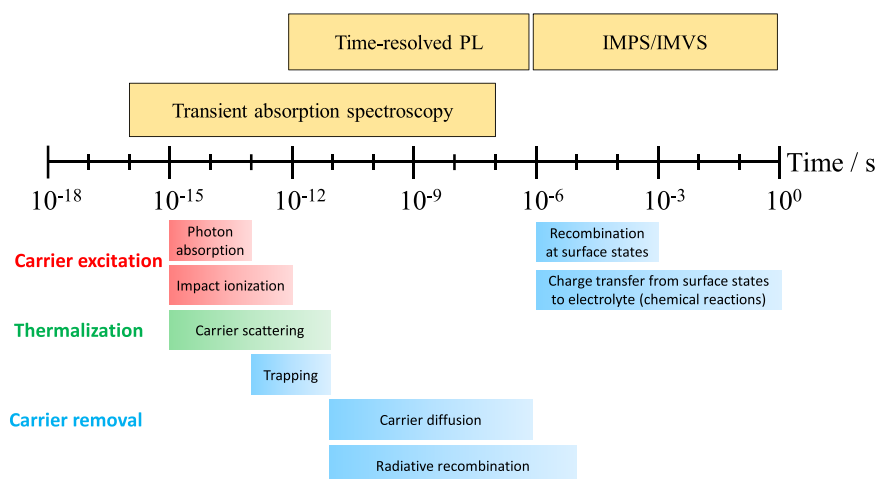 Time-resolved PL
IMPS/IMVS
Transient absorption spectroscopy
Time / s
10⁻¹⁸
10⁻¹⁵
10⁻¹²
10⁻⁹
10⁻⁶
10⁻³
10⁰
Carrier excitation
Photon
absorption
Impact ionization
Recombination
at surface states
Charge transfer from surface states
to electrolyte (chemical reactions)
Thermalization
Carrier scattering
Trapping
Carrier removal
Carrier diffusion
Radiative recombination